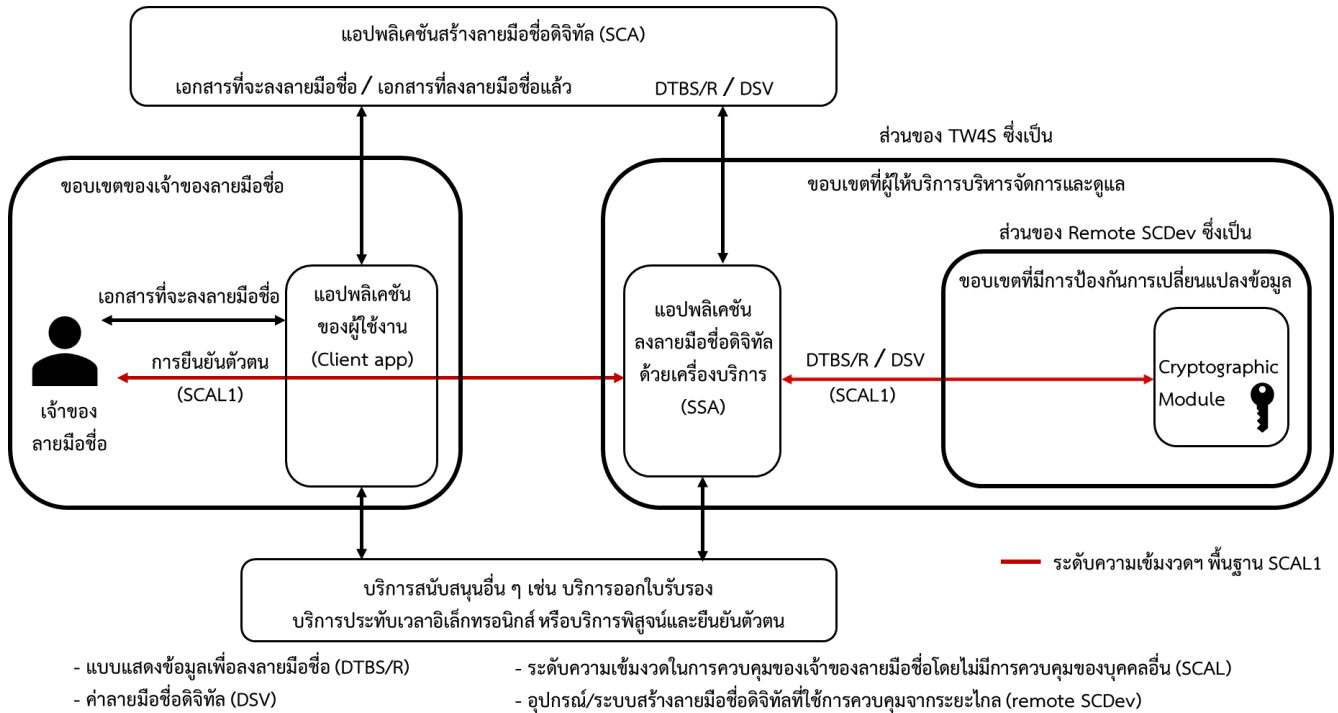 แอปพลิเคชันสร้างลายมือชื่อดิจิทัล (SCA)
เอกสารที่จะลงลายมือชื่อ / เอกสารที่ลงลายมือชื่อแล้ว
DTBS/R / DSV
ส่วนของ TW4S ซึ่งเป็น
ขอบเขตของเจ้าของลายมือชื่อ
ขอบเขตที่ผู้ให้บริการบริหารจัดการและดูแล
ส่วนของ Remote SCDev ซึ่งเป็น
ขอบเขตที่มีการป้องกันการเปลี่ยนแปลงข้อมูล
เอกสารที่จะลงลายมือชื่อ
แอปพลิเคชัน
ของผู้ใช้งาน
(Client app)
การยืนยันตัวตน
(SCAL1)
เจ้าของ
ลายมือชื่อ
แอปพลิเคชัน
ลงลายมือชื่อดิจิทัล
ด้วยเครื่องบริการ
(SSA)
DTBS/R / DSV
(SCAL1)
Cryptographic
Module
บริการสนับสนุนอื่น ๆ เช่น บริการออกใบรับรอง
บริการประทับเวลาอิเล็กทรอนิกส์ หรือบริการพิสูจน์และยืนยันตัวตน
ระดับความเข้มงวดฯ พื้นฐาน SCAL1
- แบบแสดงข้อมูลเพื่อลงลายมือชื่อ (DTBS/R)
- ค่าลายมือชื่อดิจิทัล (DSV)
- ระดับความเข้มงวดในการควบคุมของเจ้าของลายมือชื่อโดยไม่มีการควบคุมของบุคคลอื่น (SCAL)
- อุปกรณ์/ระบบสร้างลายมือชื่อดิจิทัลที่ใช้การควบคุมจากระยะไกล (remote SCDev)